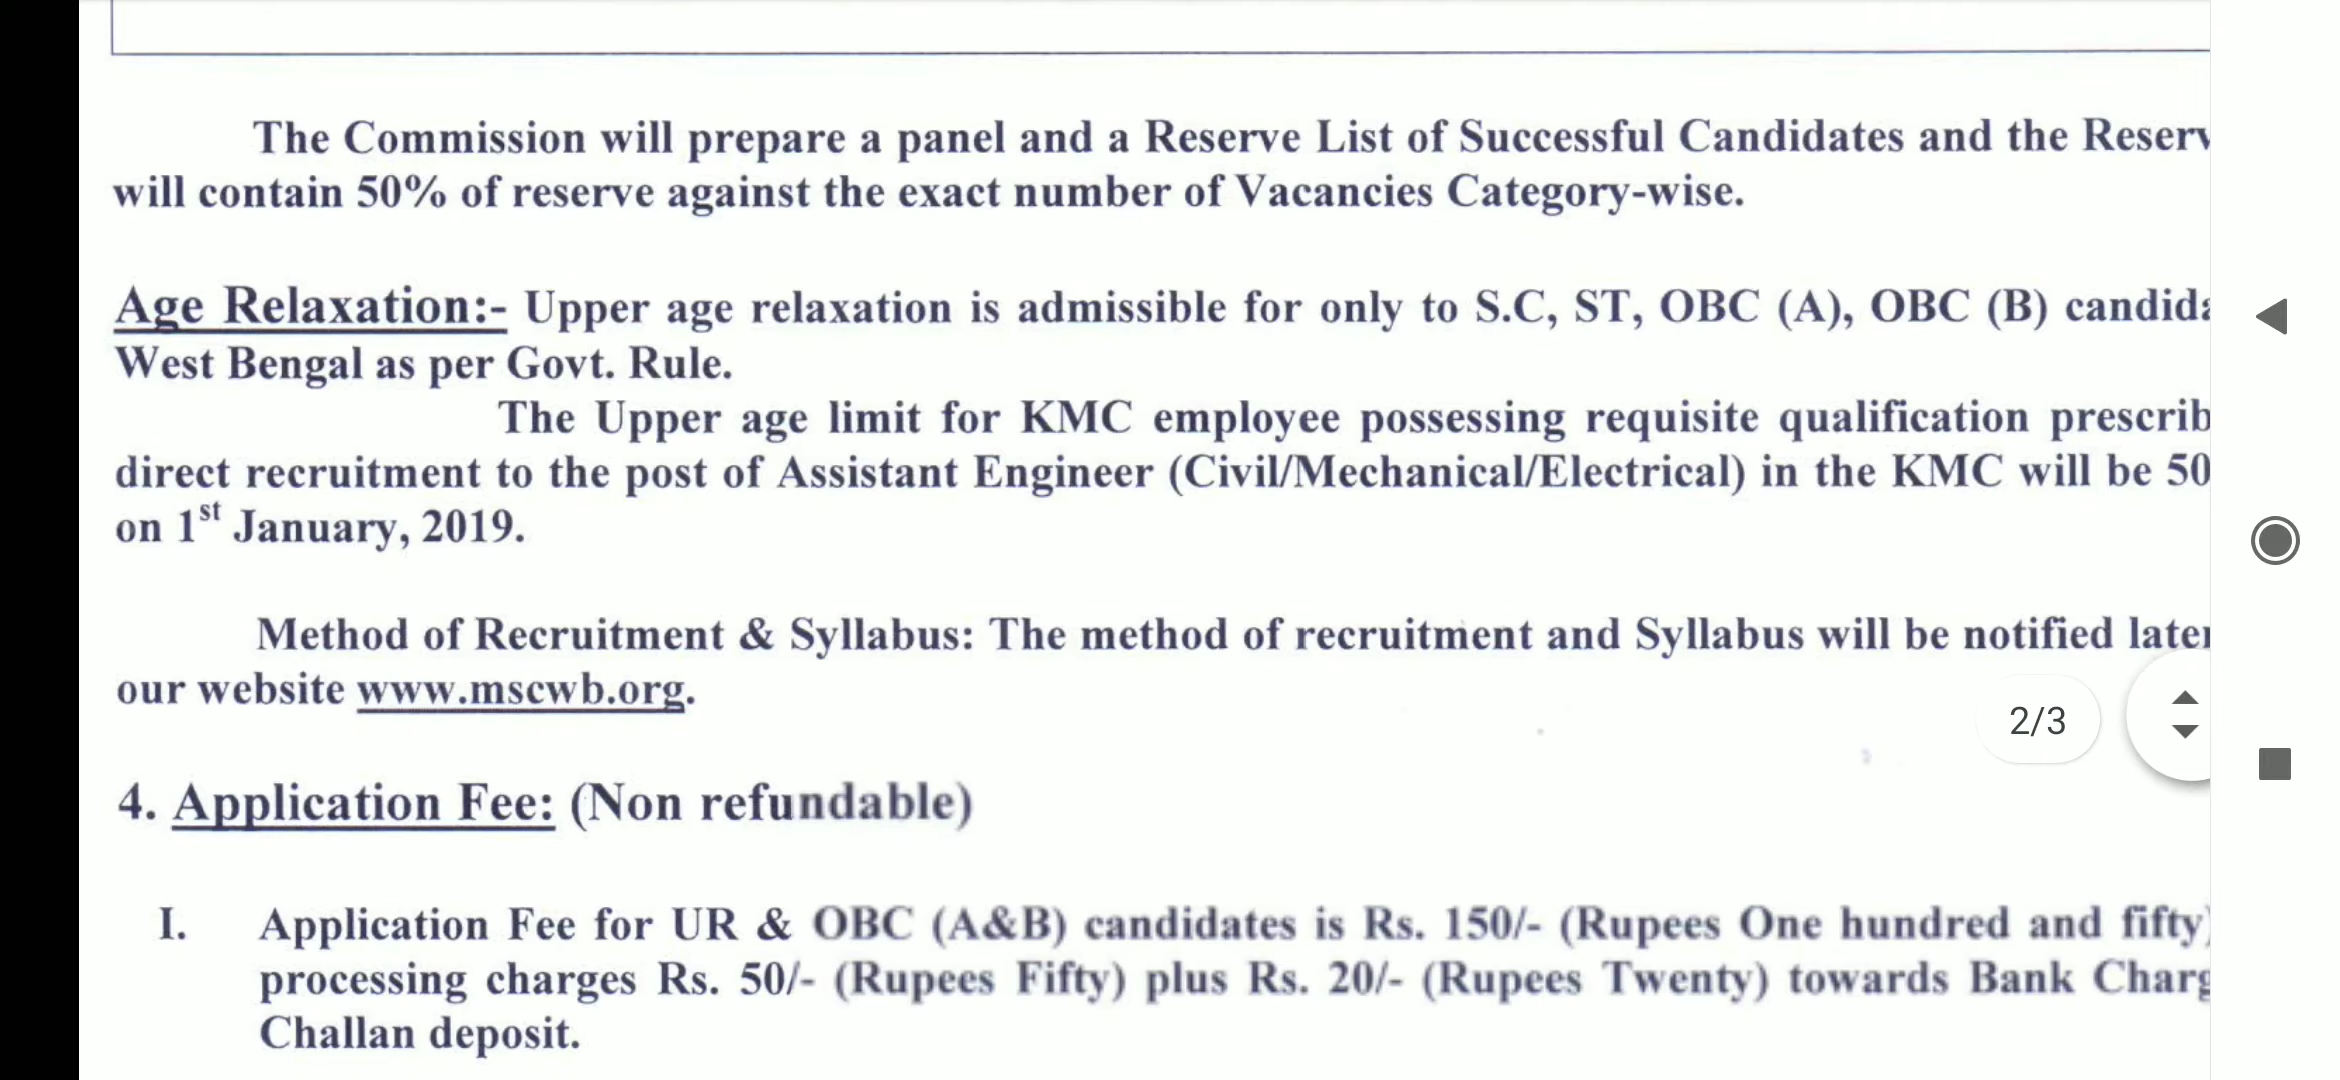 The Commission will prepare a panel and a Reserve List of Successful Candidates and the Reserv
will contain 50% of reserve against the exact number of Vacancies Category-wise.
Age Relaxation:- Upper age relaxation is admissible for only to S.C, ST, OBC (A), OBC (B) candida
West Bengal as per Govt. Rule.
The Upper age limit for KMC employee possessing requisite qualification prescrib
direct recruitment to the post of Assistant Engineer (Civil/Mechanical/Electrical) in the KMC will be 50
on 1st January, 2019.
Method of Recruitment & Syllabus: The method of recruitment and Syllabus will be notified later
our website www.mscwb.org.
2/3
4. Application Fee: (Non refundable)
I. Application Fee for UR & OBC (A&B) candidates is Rs. 150/- (Rupees One hundred and fifty)
processing charges Rs. 50/- (Rupees Fifty) plus Rs. 20/- (Rupees Twenty) towards Bank Charg
Challan deposit.